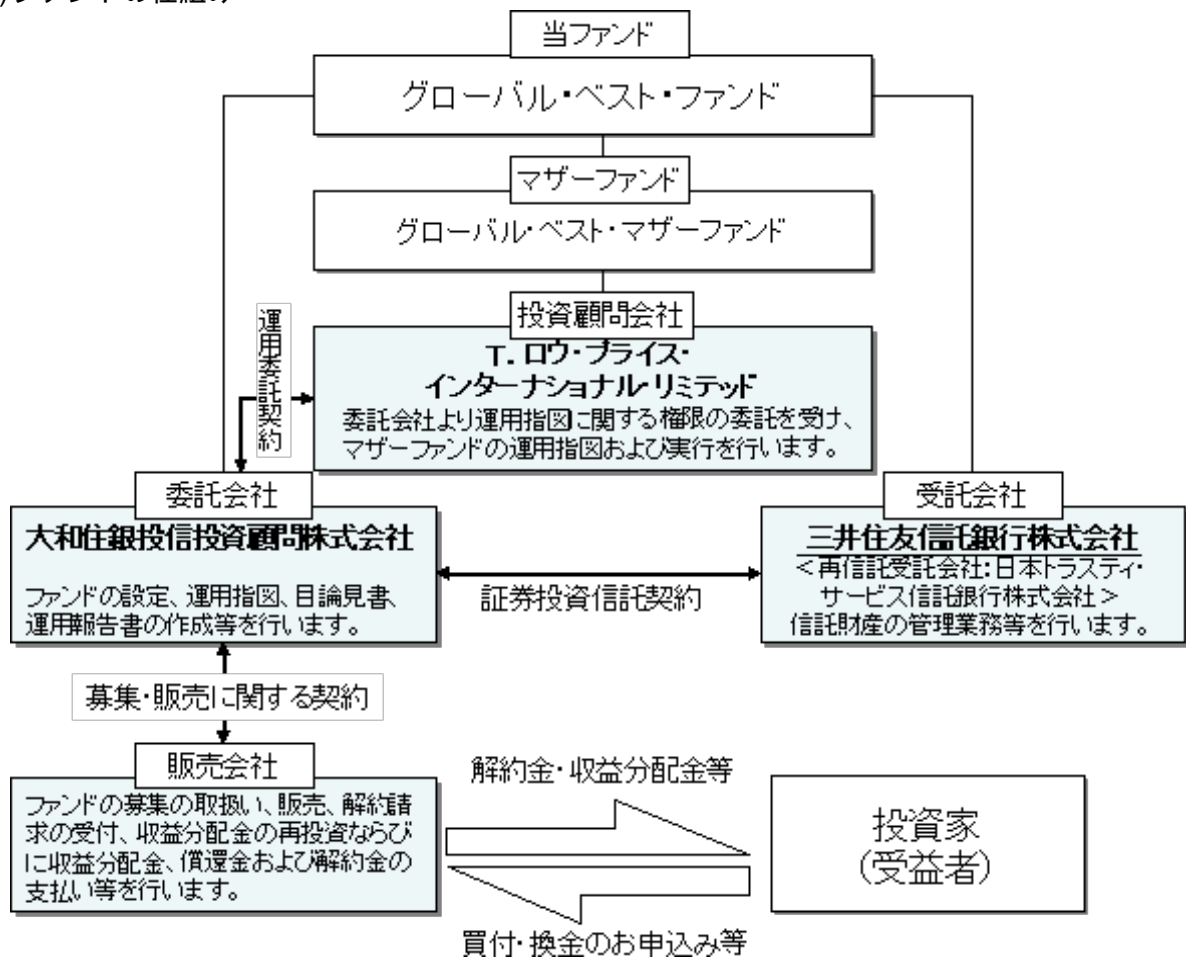 当ファンド
グローバル・ベスト・ファンド
マザーファンド
グローバル・ベスト・マザーファンド
投資顧問会社
T. ロウ・プライス・
インターナショナル・リミテッド
委託会社より運用指図に関する権限の委託を受け、
マザーファンドの運用指図および実行を行います。
運用委託契約
委託会社
大和住銀投信投資顧問株式会社
ファンドの設定、運用指図、目論見書、
運用報告書の作成等を行います。
証券投資信託契約
受託会社
三井住友信託銀行株式会社
<再信託受託会社:日本トラスティ・
サービス信託銀行株式会社>
信託財産の管理業務等を行います。
募集・販売に関する契約
販売会社
ファンドの募集の取扱い、販売、解約請
求の受付、収益分配金の再投資ならび
に収益分配金、償還金および解約金の
支払い等を行います。
解約金・収益分配金等
買付・換金のお申込み等
投資家
(受益者)